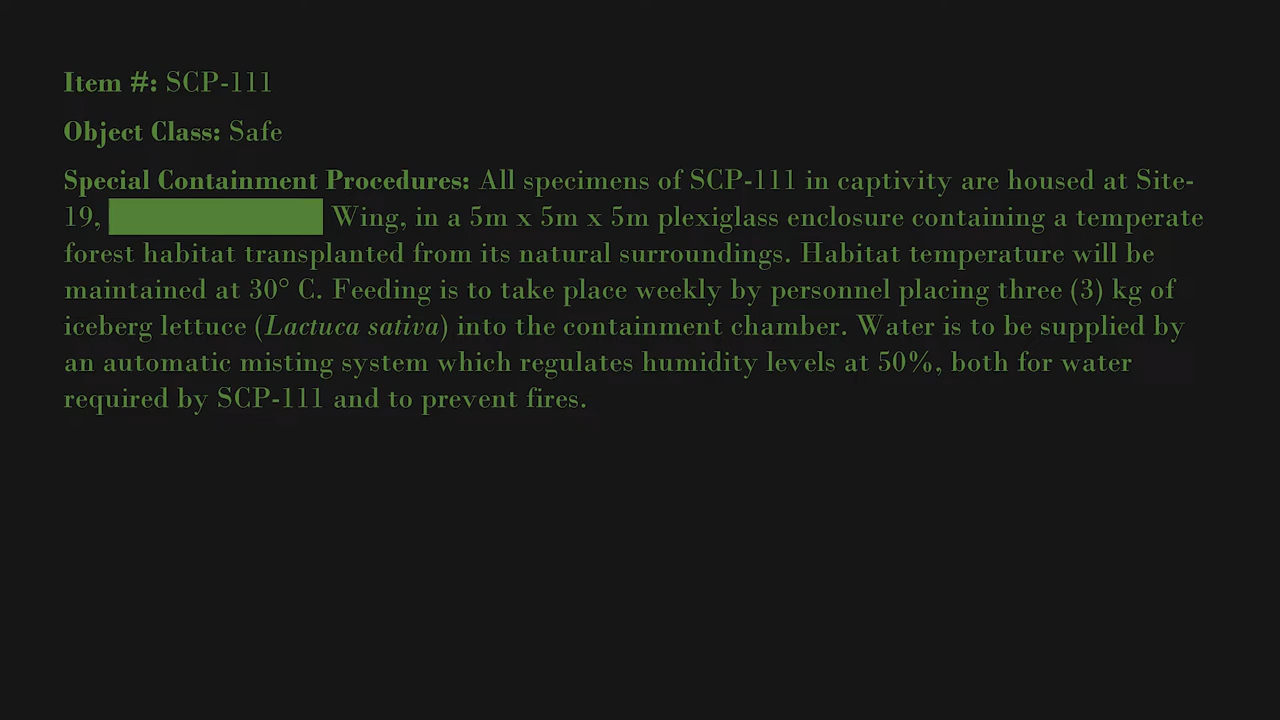 Item #: SCP-111
Object Class: Safe
Special Containment Procedures: All specimens of SCP-111 in captivity are housed at Site-
19, Wing, in a 5m x 5m x 5m plexiglass enclosure containing a temperate
forest habitat transplanted from its natural surroundings. Habitat temperature will be
maintained at 30° C. Feeding is to take place weekly by personnel placing three (3) kg of
iceberg lettuce (Lactuca sativa) into the containment chamber. Water is to be supplied by
an automatic misting system which regulates humidity levels at 50%, both for water
required by SCP-111 and to prevent fires.